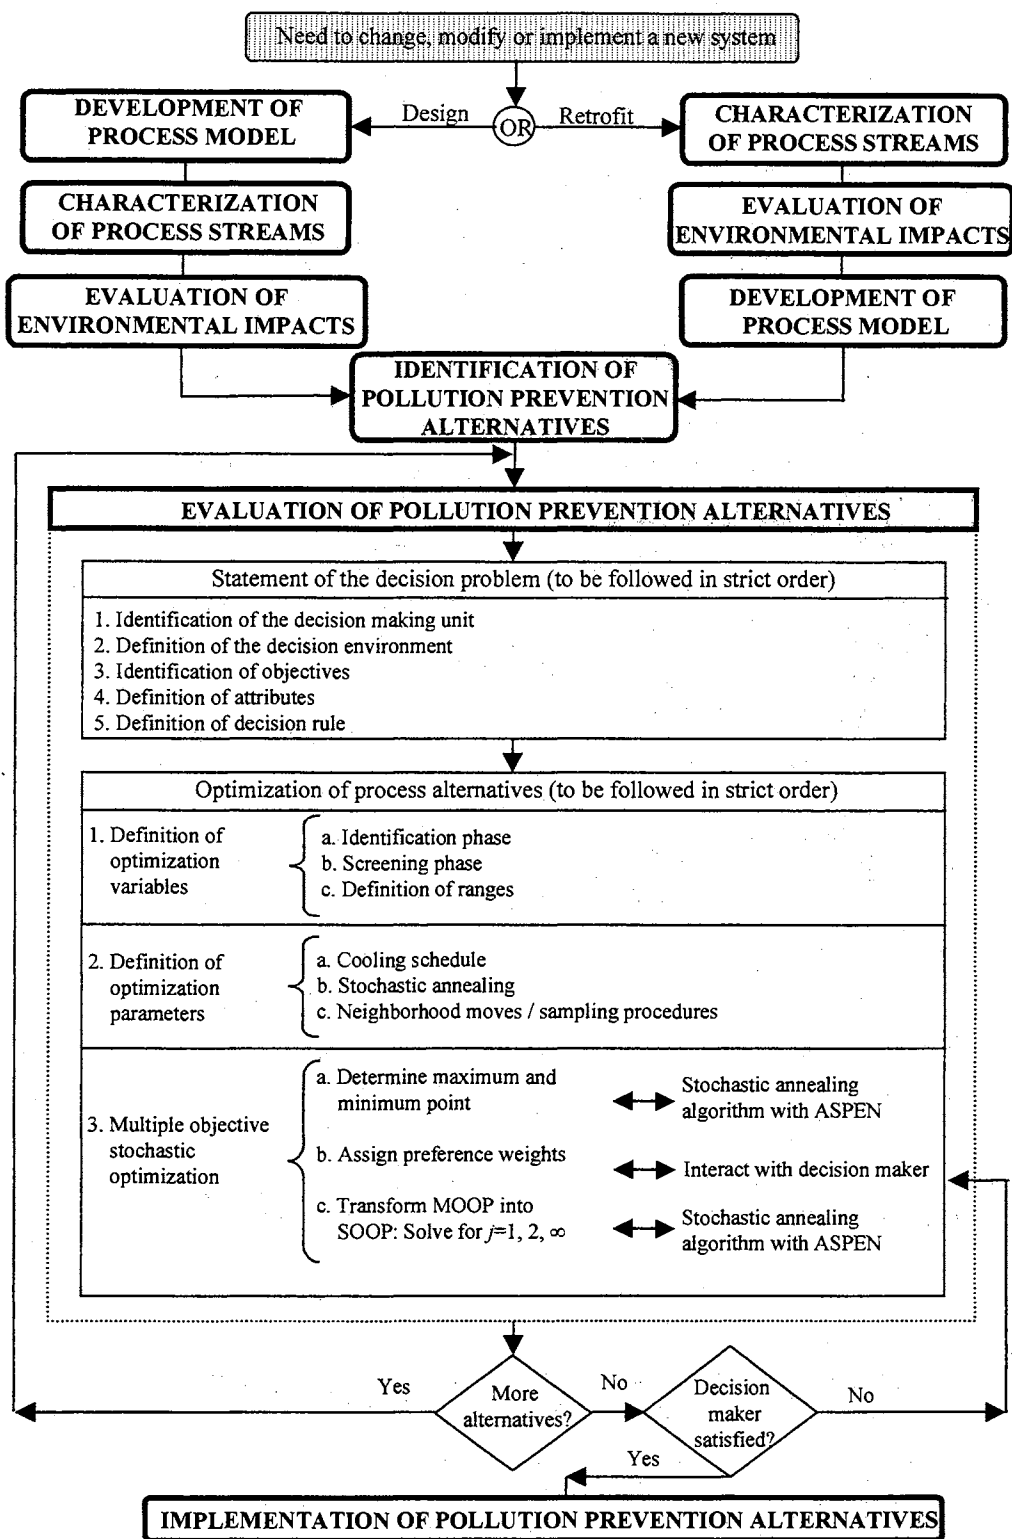 Need to change, modify or implement a new system
Design
OR
Retrofit
DEVELOPMENT OF
PROCESS MODEL
CHARACTERIZATION
OF PROCESS STREAMS
EVALUATION OF
ENVIRONMENTAL IMPACTS
CHARACTERIZATION
OF PROCESS STREAMS
EVALUATION OF
ENVIRONMENTAL IMPACTS
DEVELOPMENT OF
PROCESS MODEL
IDENTIFICATION OF
POLLUTION PREVENTION
ALTERNATIVES
EVALUATION OF POLLUTION PREVENTION ALTERNATIVES
Statement of the decision problem (to be followed in strict order)
1. Identification of the decision making unit
2. Definition of the decision environment
3. Identification of objectives
4. Definition of attributes
5. Definition of decision rule
Optimization of process alternatives (to be followed in strict order)
1. Definition of
optimization
variables
a. Identification phase
b. Screening phase
c. Definition of ranges
2. Definition of
optimization
parameters
a. Cooling schedule
b. Stochastic annealing
c. Neighborhood moves / sampling procedures
3. Multiple objective
stochastic
optimization
a. Determine maximum and
minimum point
Stochastic annealing
algorithm with ASPEN
b. Assign preference weights
Interact with decision maker
c. Transform MOOP into
SOOP: Solve for j=1, 2, ∞
Stochastic annealing
algorithm with ASPEN
Yes
More
alternatives?
No
Decision
maker
satisfied?
No
Yes
IMPLEMENTATION OF POLLUTION PREVENTION ALTERNATIVES